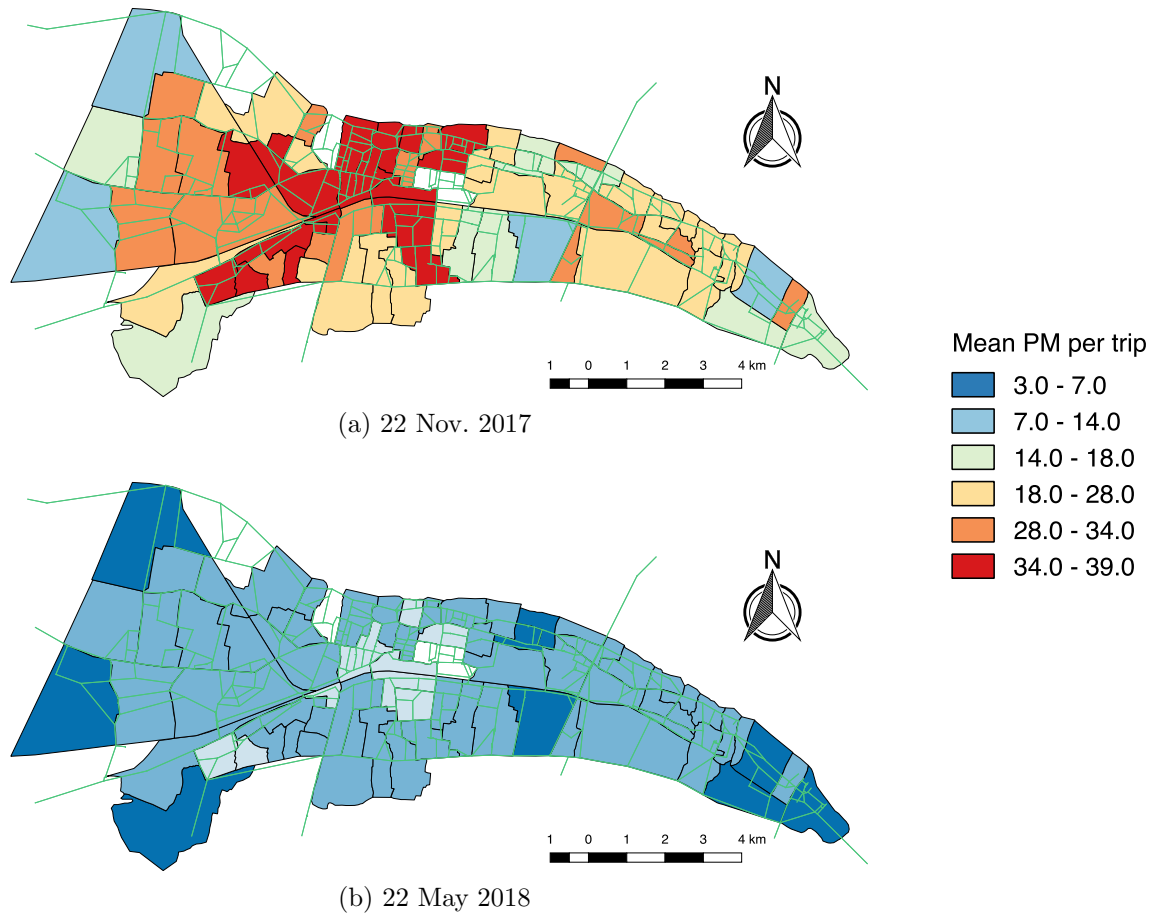 N
1 0 1 2 3 4 km
(a) 22 Nov. 2017
Mean PM per trip
3.0 - 7.0
7.0 - 14.0
14.0 - 18.0
18.0 - 28.0
28.0 - 34.0
34.0 - 39.0
N
1 0 1 2 3 4 km
(b) 22 May 2018